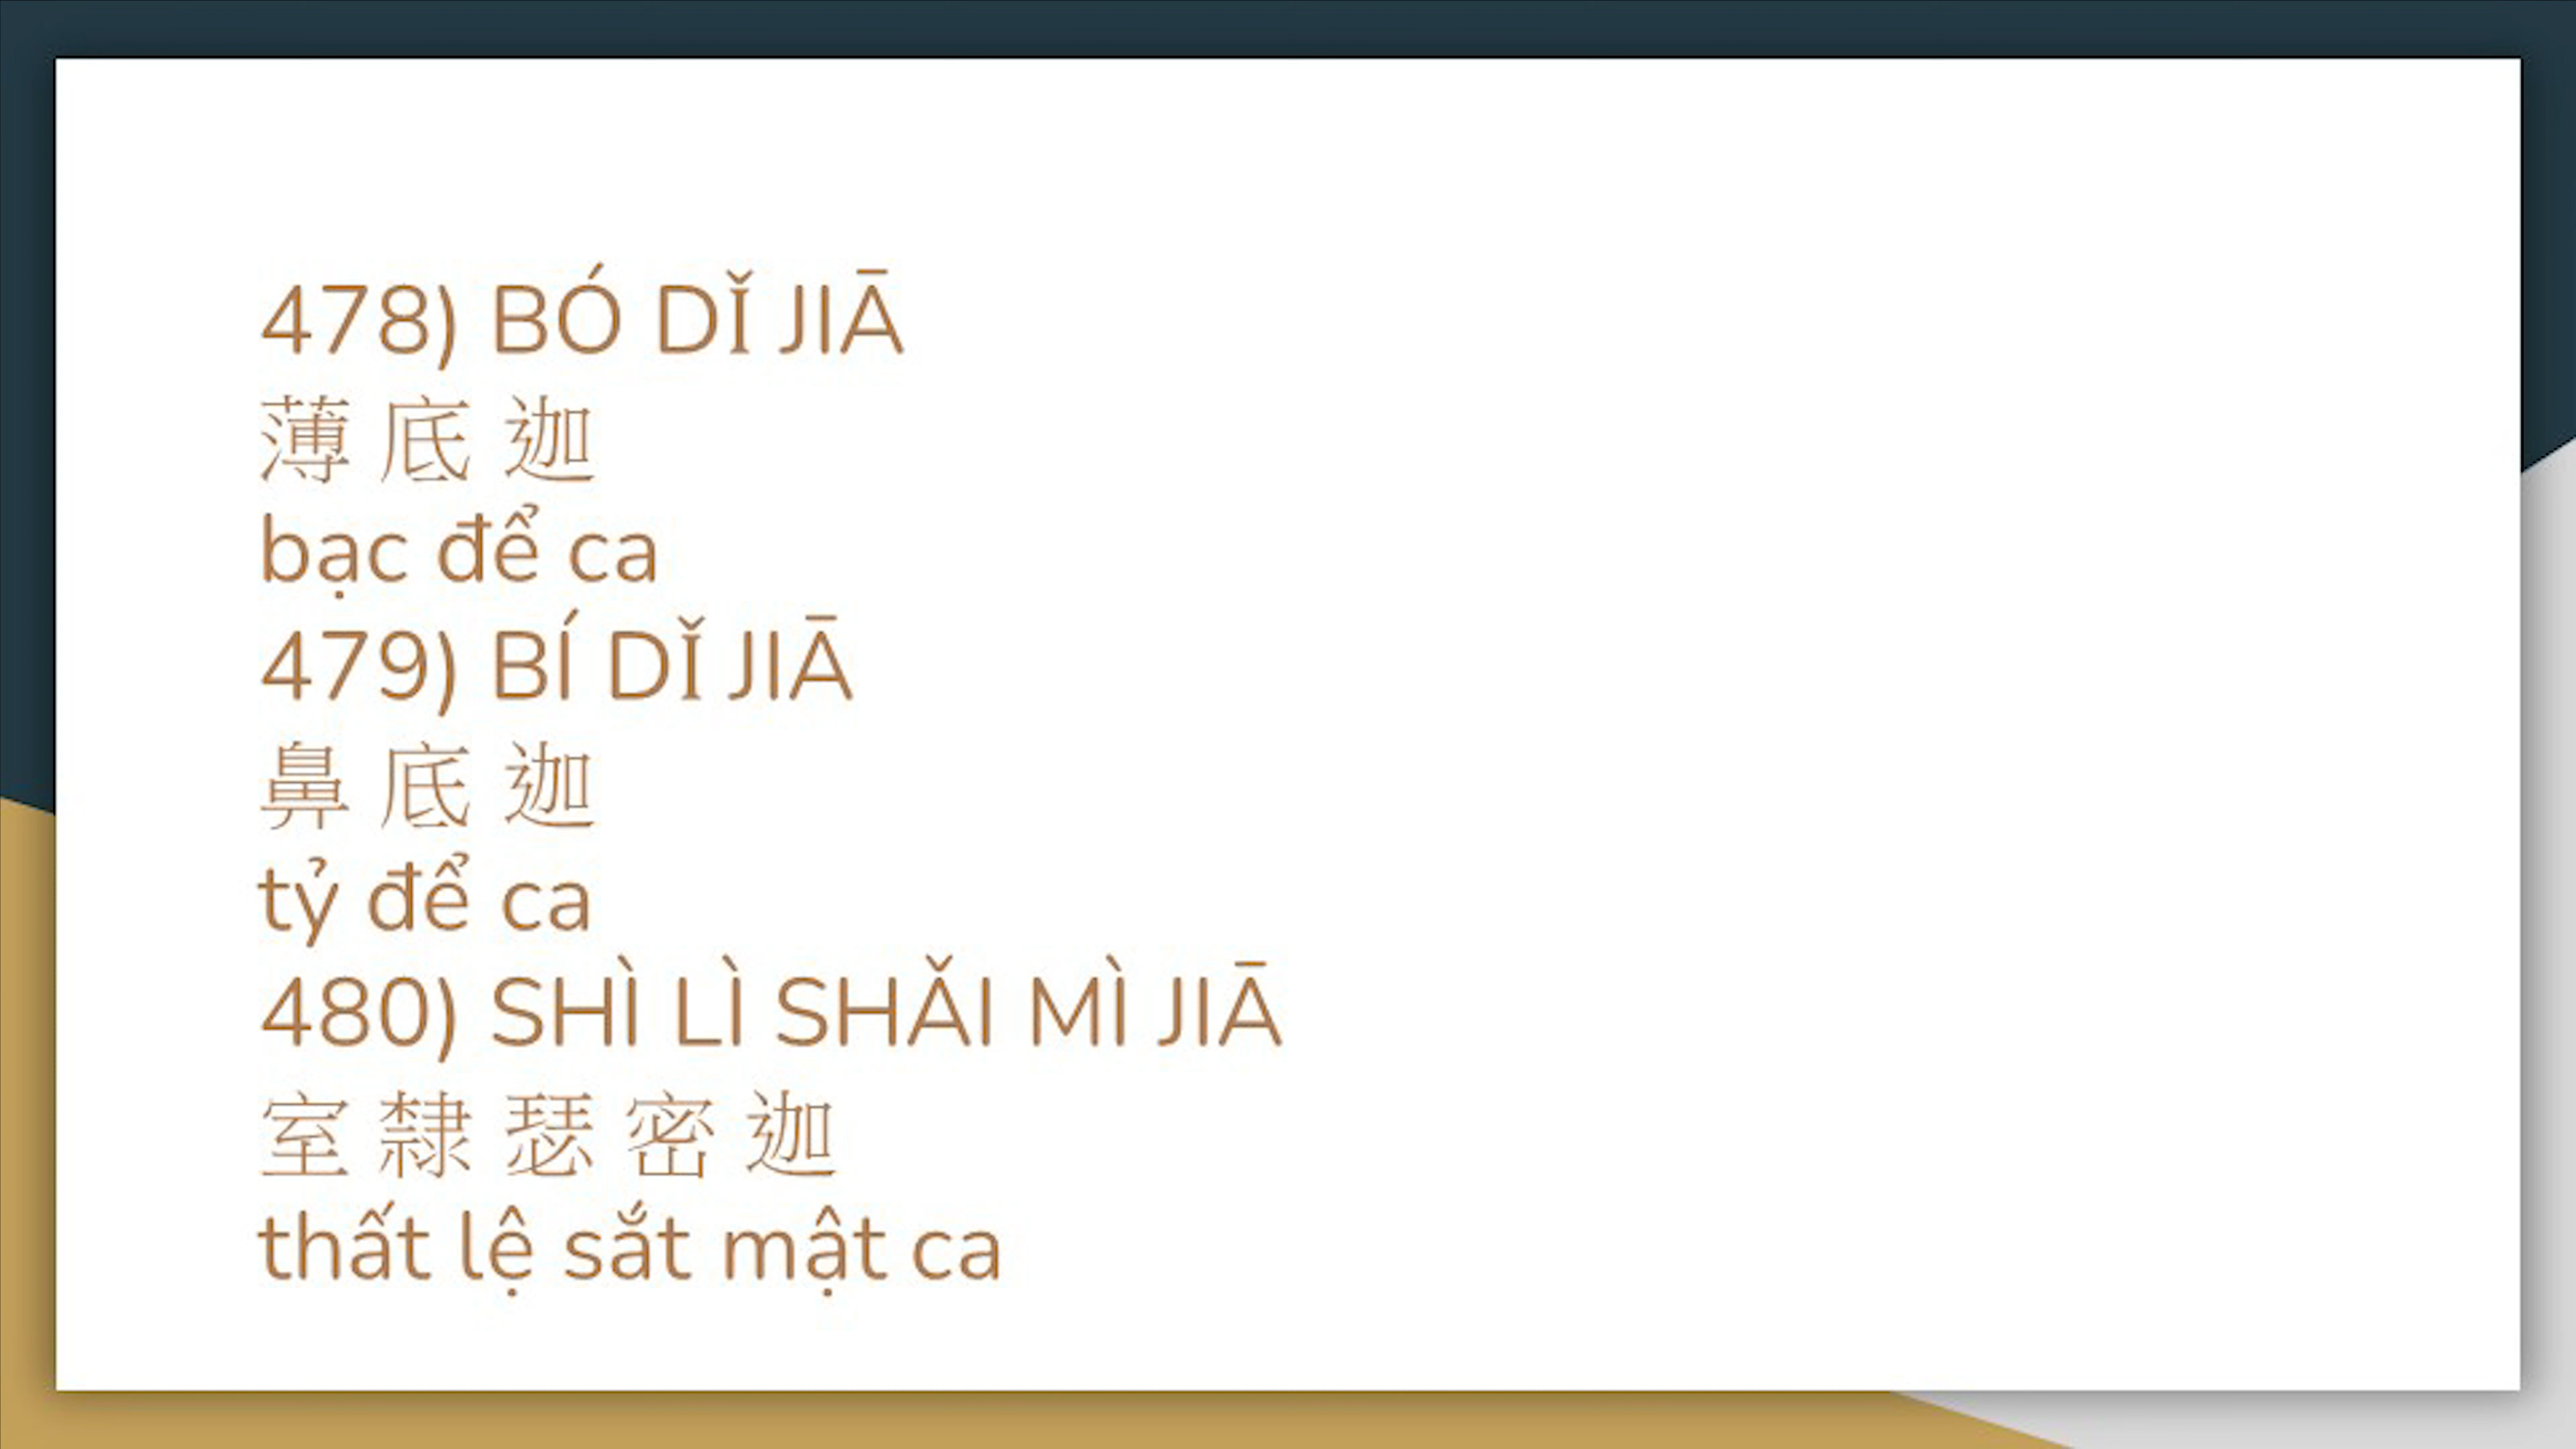 478) BÓ DǏ JIĀ
薄 底 迦
bạc để ca
479) BÍ DǏ JIĀ
鼻 底 迦
tỷ để ca
480) SHÌ LÌ SHǍI MÌ JIĀ
室 隸 瑟 密 迦
thất lệ sắt mật ca